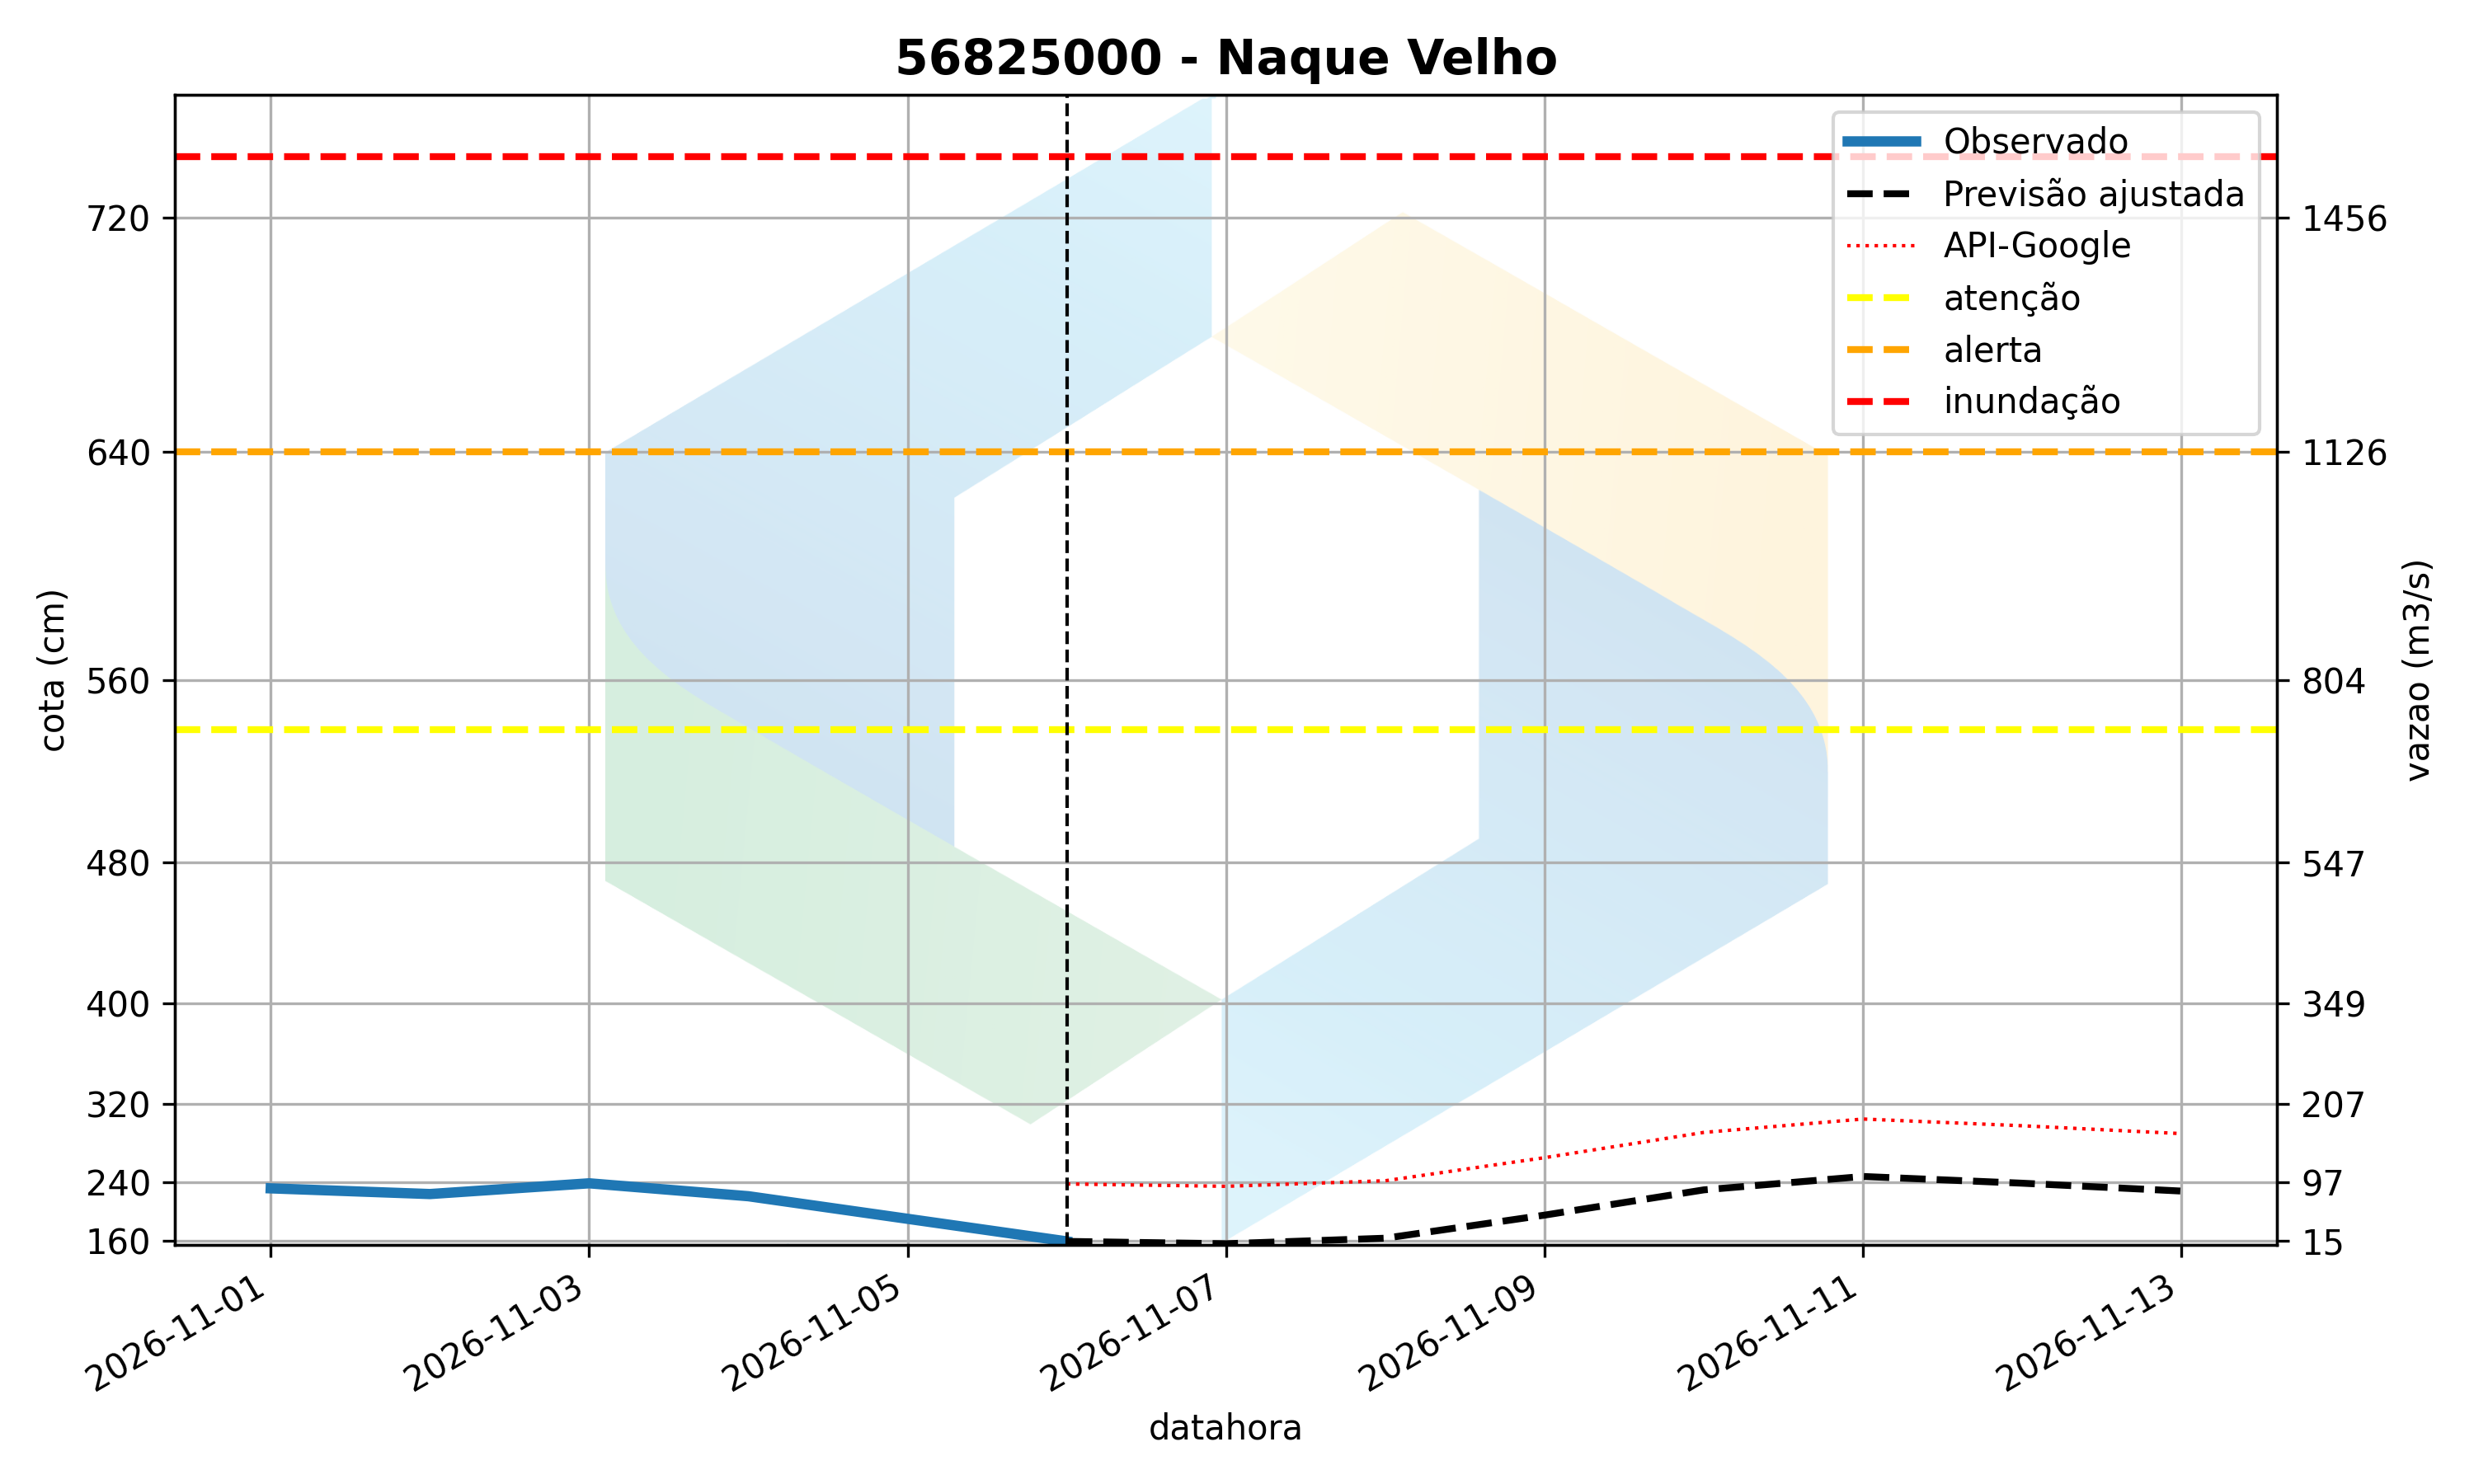 56825000 - Naque Velho
Observado
Previsão ajustada
API-Google
atenção
alerta
inundação
cota (cm)
720
640
560
480
400
320
240
160
1456
1126
804
547
349
207
97
15
vazao (m3/s)
2026-11-01
2026-11-03
2026-11-05
2026-11-07
2026-11-09
2026-11-11
2026-11-13
datahora